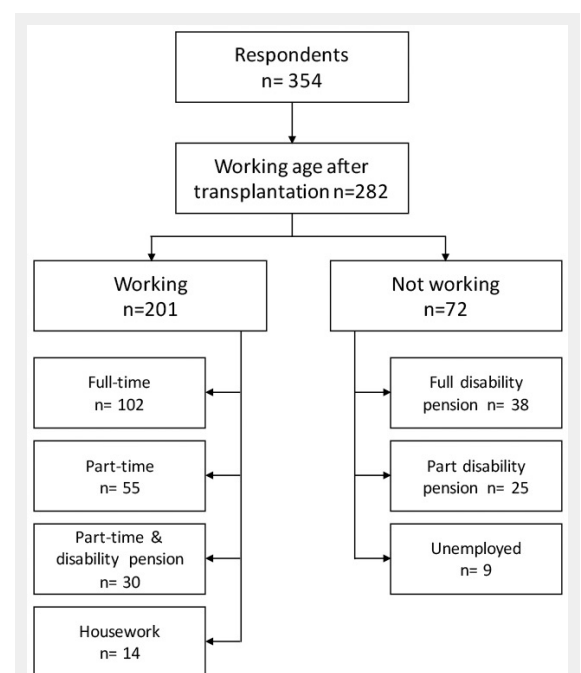 Respondents
n= 354
Working age after
transplantation n=282
Working
n=201
Not working
n=72
Full-time
n= 102
Full disability
pension n= 38
Part-time
n= 55
Part disability
pension n= 25
Part-time &
disability pension
n= 30
Unemployed
n= 9
Housework
n= 14